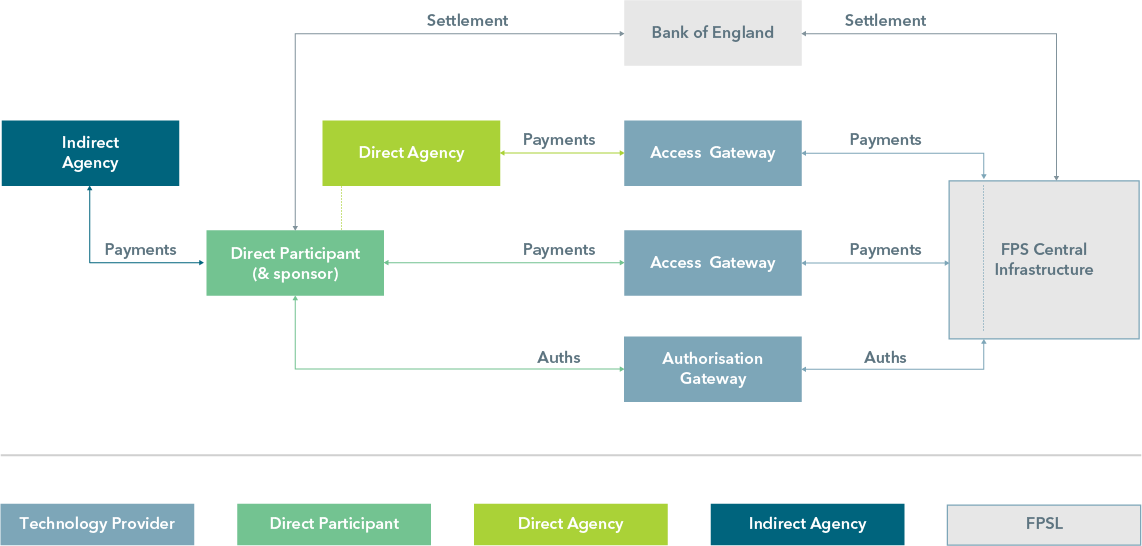 Settlement
Bank of England
Settlement
Indirect
Agency
Direct Agency
Payments
Access Gateway
Payments
Payments
Direct Participant
(& sponsor)
Payments
Access Gateway
Payments
FPS Central
Infrastructure
Auths
Authorisation
Gateway
Auths
Technology Provider
Direct Participant
Direct Agency
Indirect Agency
FPSL